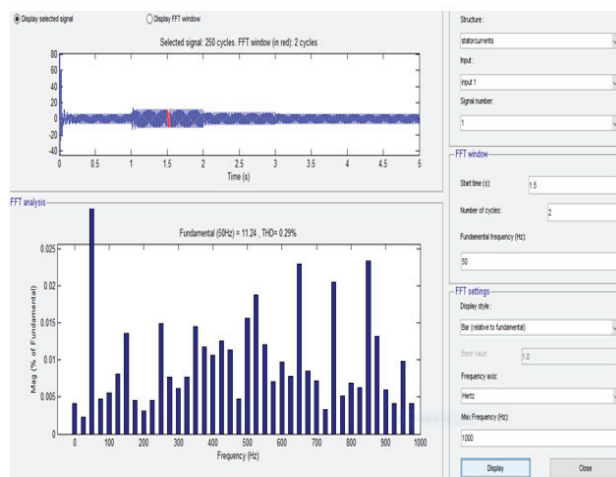 Display selected signal
Display FFT window
Selected signal: 250 cycles. FFT window (in red): 2 cycles
80
60
40
20
0
-20
-40
0 0.5 1 1.5 2 2.5 3 3.5 4 4.5 5
Time (s)
FFT analysis
Fundamental (50Hz) = 11.24 , THD= 0.29%
0.025
0.02
0.015
0.01
0.005
0
Mag (% of Fundamental)
0 100 200 300 400 500 600 700 800 900 1000
Frequency (Hz)
Structure :
statorcurrents
Input :
input 1
Signal number:
1
FFT window
Start time (s):
1.5
Number of cycles:
2
Fundamental frequency (Hz):
50
FFT settings
Display style :
Bar (relative to fundamental)
Base value
1.0
Frequency axis:
Hertz
Max Frequency (Hz):
1000
Display
Close